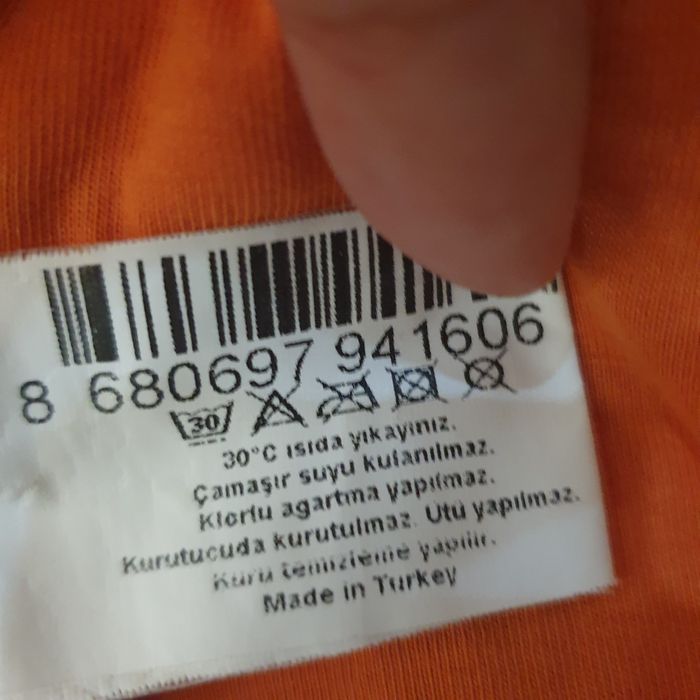 8 680697 941606
30
30°C ısıda yıkayınız.
Çamaşır suyu kulanılmaz.
Klorlu agartma yapılmaz.
Kurutucuda kurutulmaz. Ütü yapılmaz.
Kuru temizleme yapılır.
Made in Turkey